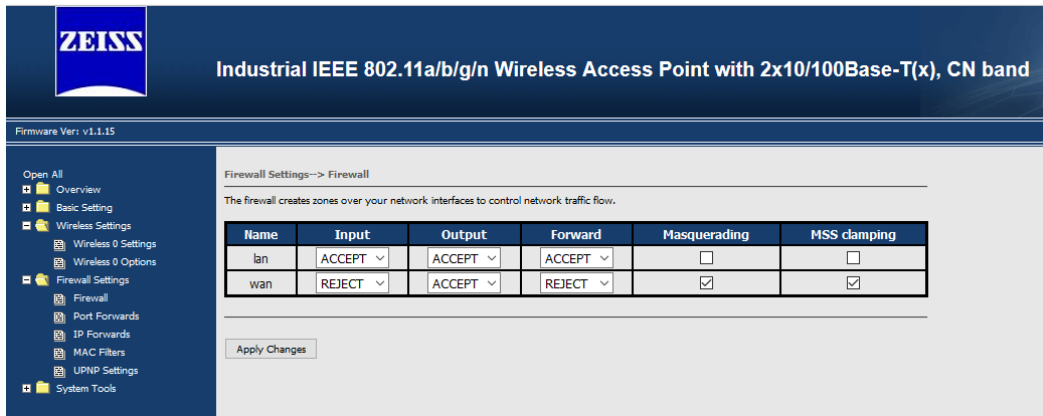 ZEISS
Industrial IEEE 802.11a/b/g/n Wireless Access Point with 2x10/100Base-T(x), CN band
Firmware Ver: v1.1.15
Open All
Overview
Basic Setting
Wireless Settings
Wireless 0 Settings
Wireless 0 Options
Firewall Settings
Firewall
Port Forwards
IP Forwards
MAC Filters
UPNP Settings
System Tools
Firewall Settings--> Firewall
The firewall creates zones over your network interfaces to control network traffic flow.
Name Input Output Forward Masquerading MSS clamping
lan ACCEPT ACCEPT ACCEPT
wan REJECT ACCEPT REJECT
Apply Changes